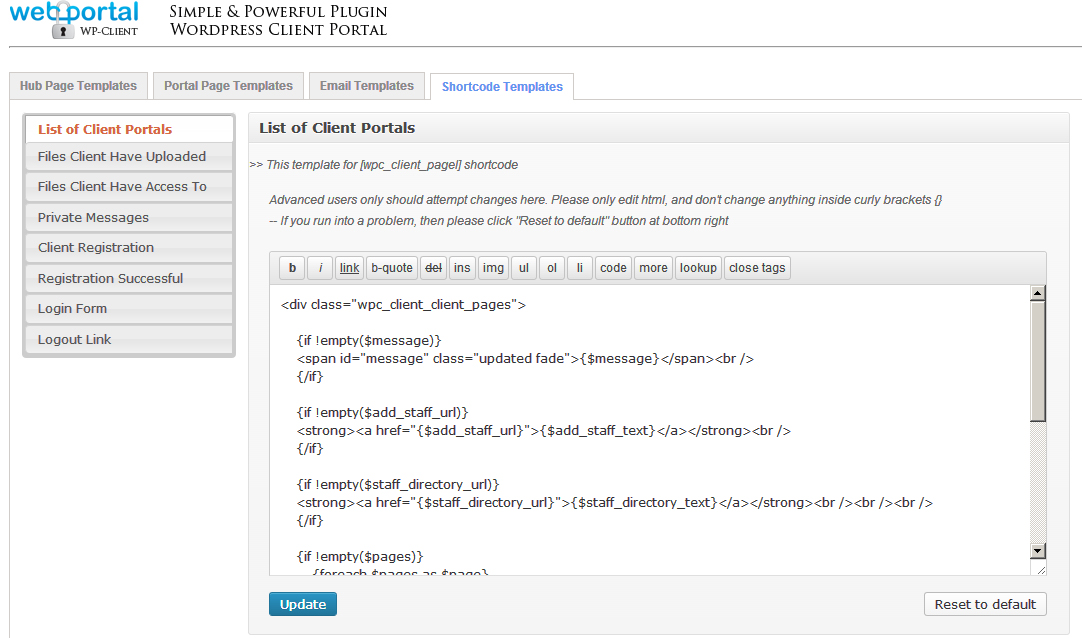 web portal
WP-CLIENT
SIMPLE & POWERFUL PLUGIN
WORDPRESS CLIENT PORTAL
Hub Page Templates
Portal Page Templates
Email Templates
Shortcode Templates
List of Client Portals
Files Client Have Uploaded
Files Client Have Access To
Private Messages
Client Registration
Registration Successful
Login Form
Logout Link
List of Client Portals
>> This template for [wpc_client_pagel] shortcode
Advanced users only should attempt changes here. Please only edit html, and don't change anything inside curly brackets {}
-- If you run into a problem, then please click "Reset to default" button at bottom right
b i link b-quote del ins img ul ol li code more lookup close tags
<div class="wpc_client_client_pages">
{if !empty($message)}
<span id="message" class="updated fade">{$message}</span><br />
{/if}
{if !empty($add_staff_url)}
<strong><a href="{$add_staff_url}">{$add_staff_text}</a></strong><br />
{/if}
{if !empty($staff_directory_url)}
<strong><a href="{$staff_directory_url}">{$staff_directory_text}</a></strong><br /><br /><br />
{/if}
{if !empty($pages)}
{foreach $pages as $page}
Update
Reset to default